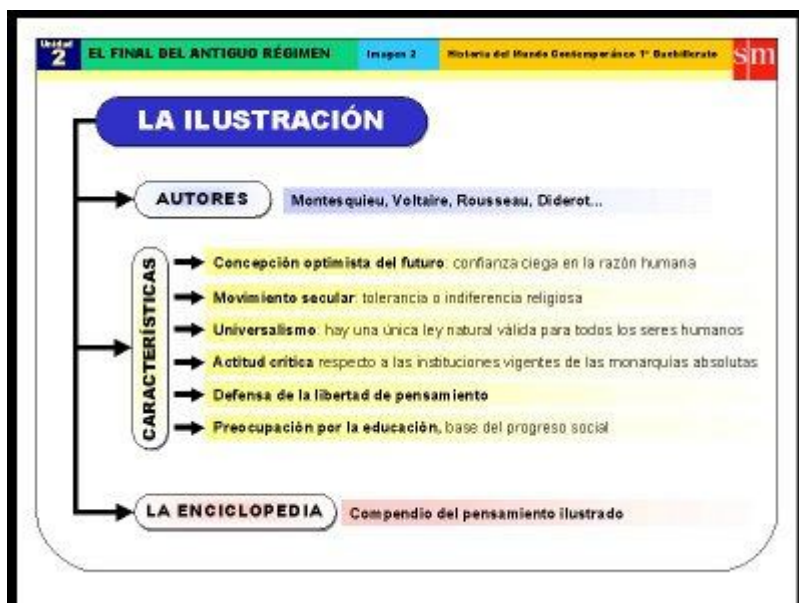 Unidad
2
EL FINAL DEL ANTIGUO RÉGIMEN
Imagen 2
Historia del Mundo Contemporáneo 1º Bachillerato
sm
LA ILUSTRACIÓN
AUTORES
Montesquieu, Voltaire, Rousseau, Diderot...
CARACTERÍSTICAS
Concepción optimista del futuro: confianza ciega en la razón humana
Movimiento secular: tolerancia o indiferencia religiosa
Universalismo: hay una única ley natural válida para todos los seres humanos
Actitud crítica respecto a las instituciones vigentes de las monarquías absolutas
Defensa de la libertad de pensamiento
Preocupación por la educación, base del progreso social
LA ENCICLOPEDIA
Compendio del pensamiento ilustrado